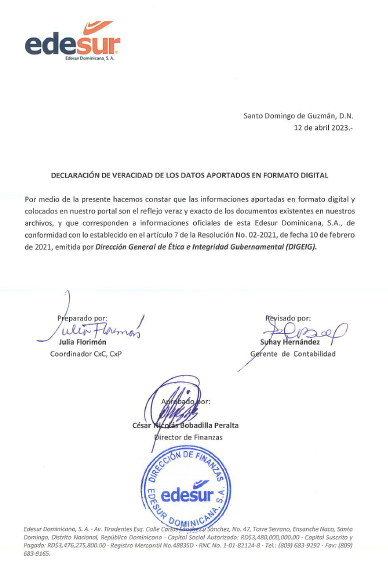 edesur
Edesur Dominicana, S.A.
Santo Domingo de Guzmán, D.N.
12 de abril 2023.-
DECLARACIÓN DE VERACIDAD DE LOS DATOS APORTADOS EN FORMATO DIGITAL
Por medio de la presente hacemos constar que las informaciones aportadas en formato digital y
colocados en nuestro portal son el reflejo veraz y exacto de los documentos existentes en nuestros
archivos, y que corresponden a informaciones oficiales de esta Edesur Dominicana, S.A., de
conformidad con lo establecido en el artículo 7 de la Resolución No. 02-2021, de fecha 10 de febrero
de 2021, emitida por Dirección General de Ética e Integridad Gubernamental (DIGEIG).
Preparado por:
Julia Florimón
Julia Florimón
Coordinador CxC, CxP
Revisado por:
Suhay Hernández
Gerente de Contabilidad
Aprobado por:
César Nicolás Bobadilla Peralta
Director de Finanzas
DIRECCIÓN DE FINANZAS
edesur
EDESUR DOMINICANA, S.A.
Edesur Dominicana, S.A. - Av. Tiradentes Esq. Calle Carlos Sánchez y Sánchez, No. 47, Torre Serrano, Ensanche Naco, Santo
Domingo, Distrito Nacional, República Dominicana - Capital Social Autorizado: RD$3,480,000,000.00 - Capital Suscrito y
Pagado: RD$3,476,275,800.00 - Registro Mercantil No.4883SD - RNC No. 1-01-82124-8 - Tel.: (809) 683-9292 - Fax: (809)
683-9165.